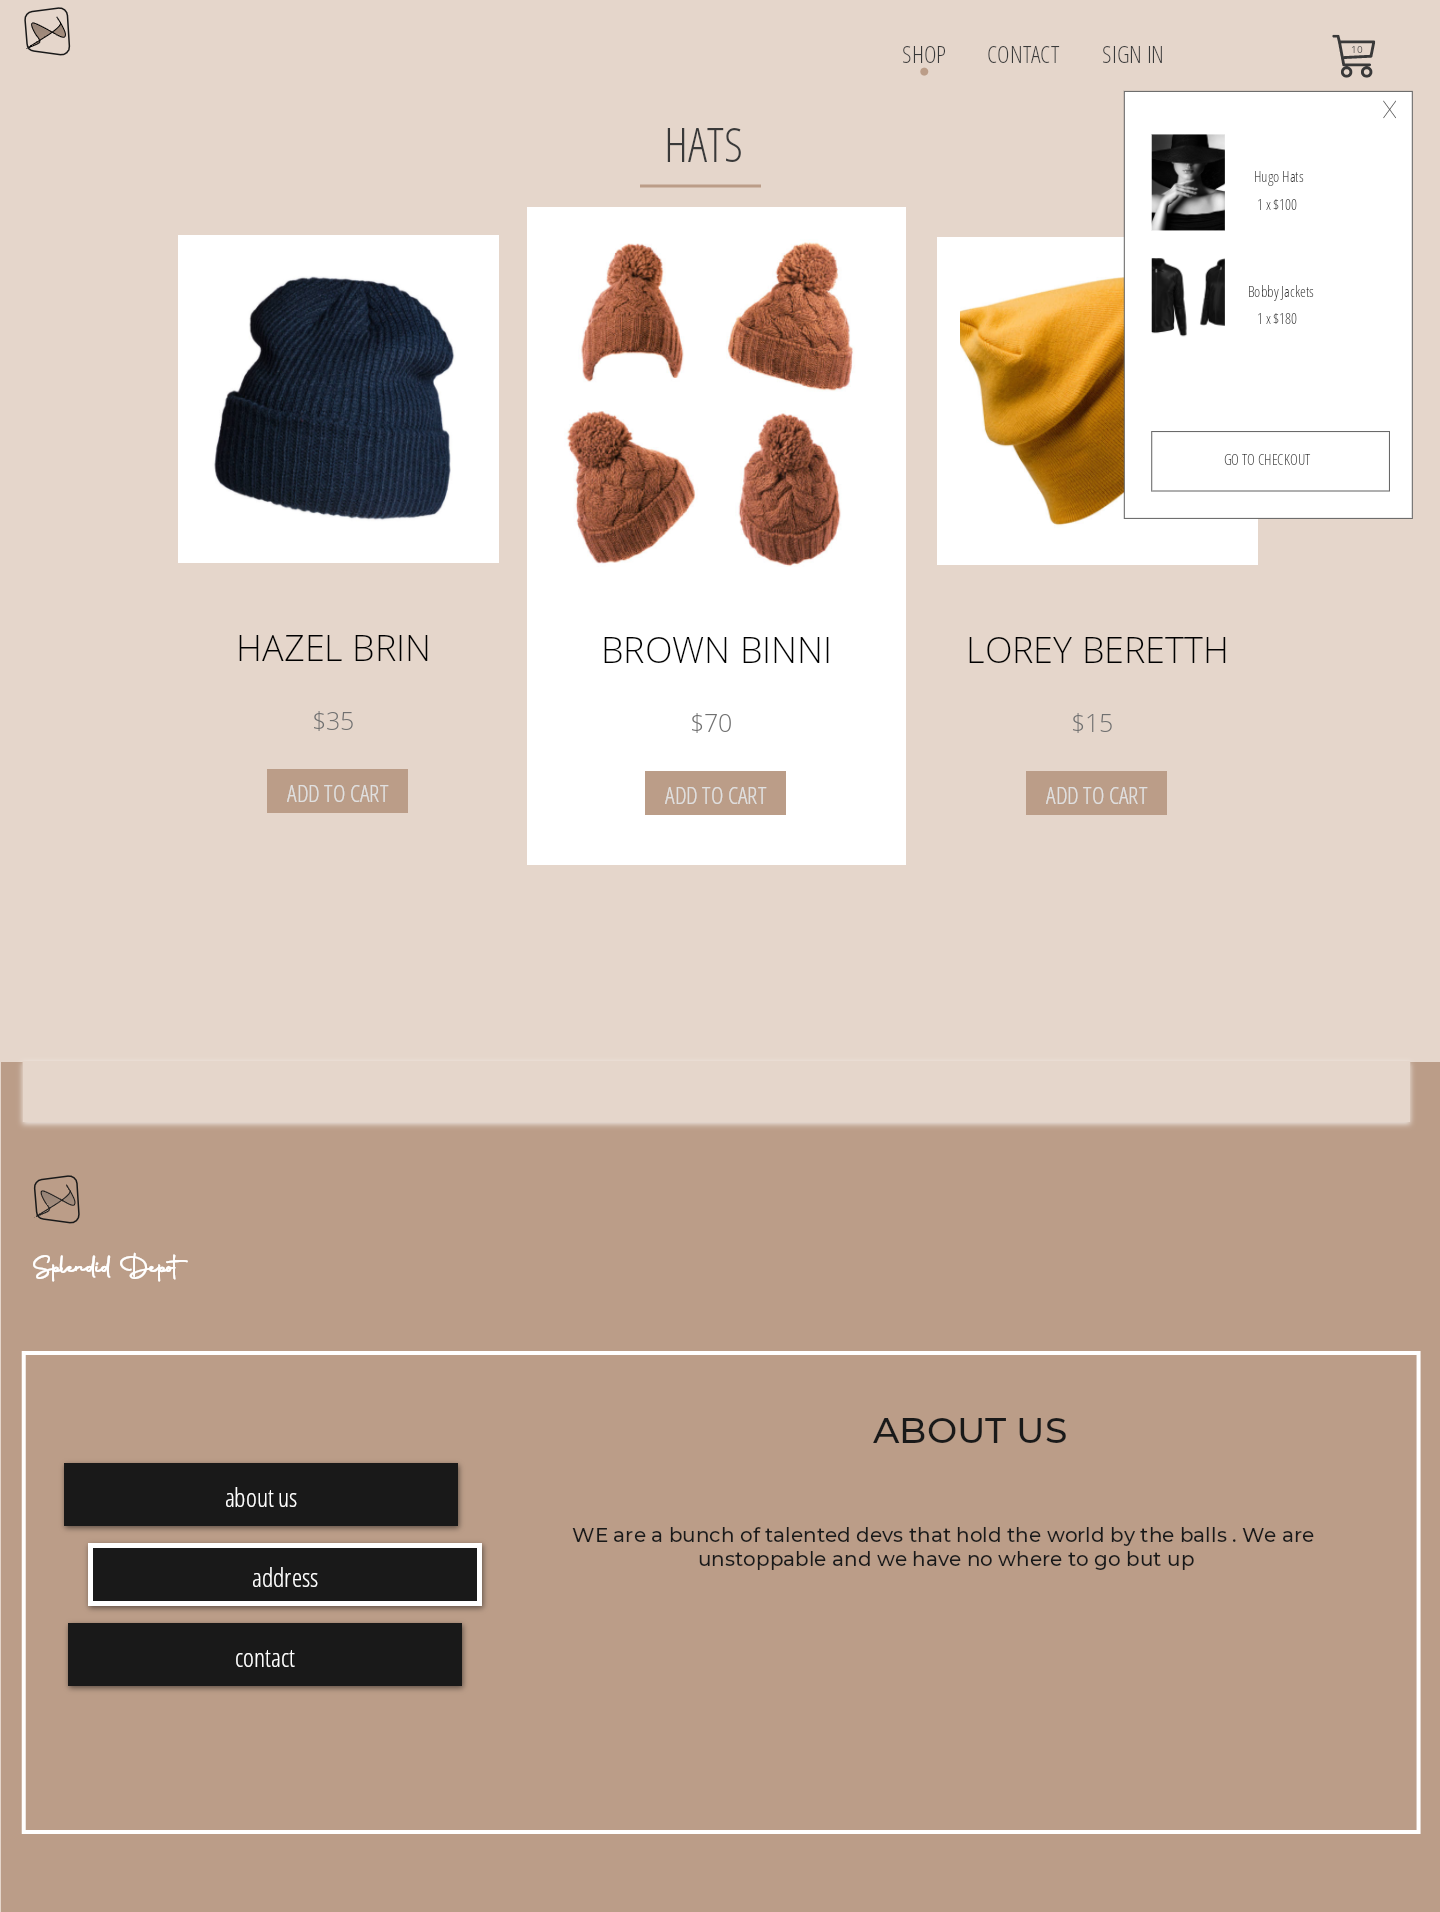 SHOP CONTACT SIGN IN 10
X
HATS
Hugo Hats
1 x $100
Bobby Jackets
1 x $180
GO TO CHECKOUT
HAZEL BRIN
$35
ADD TO CART
BROWN BINNI
$70
ADD TO CART
LOREY BERETTH
$15
ADD TO CART
Splendid Depot
about us
address
contact
ABOUT US
WE are a bunch of talented devs that hold the world by the balls . We are
unstoppable and we have no where to go but up